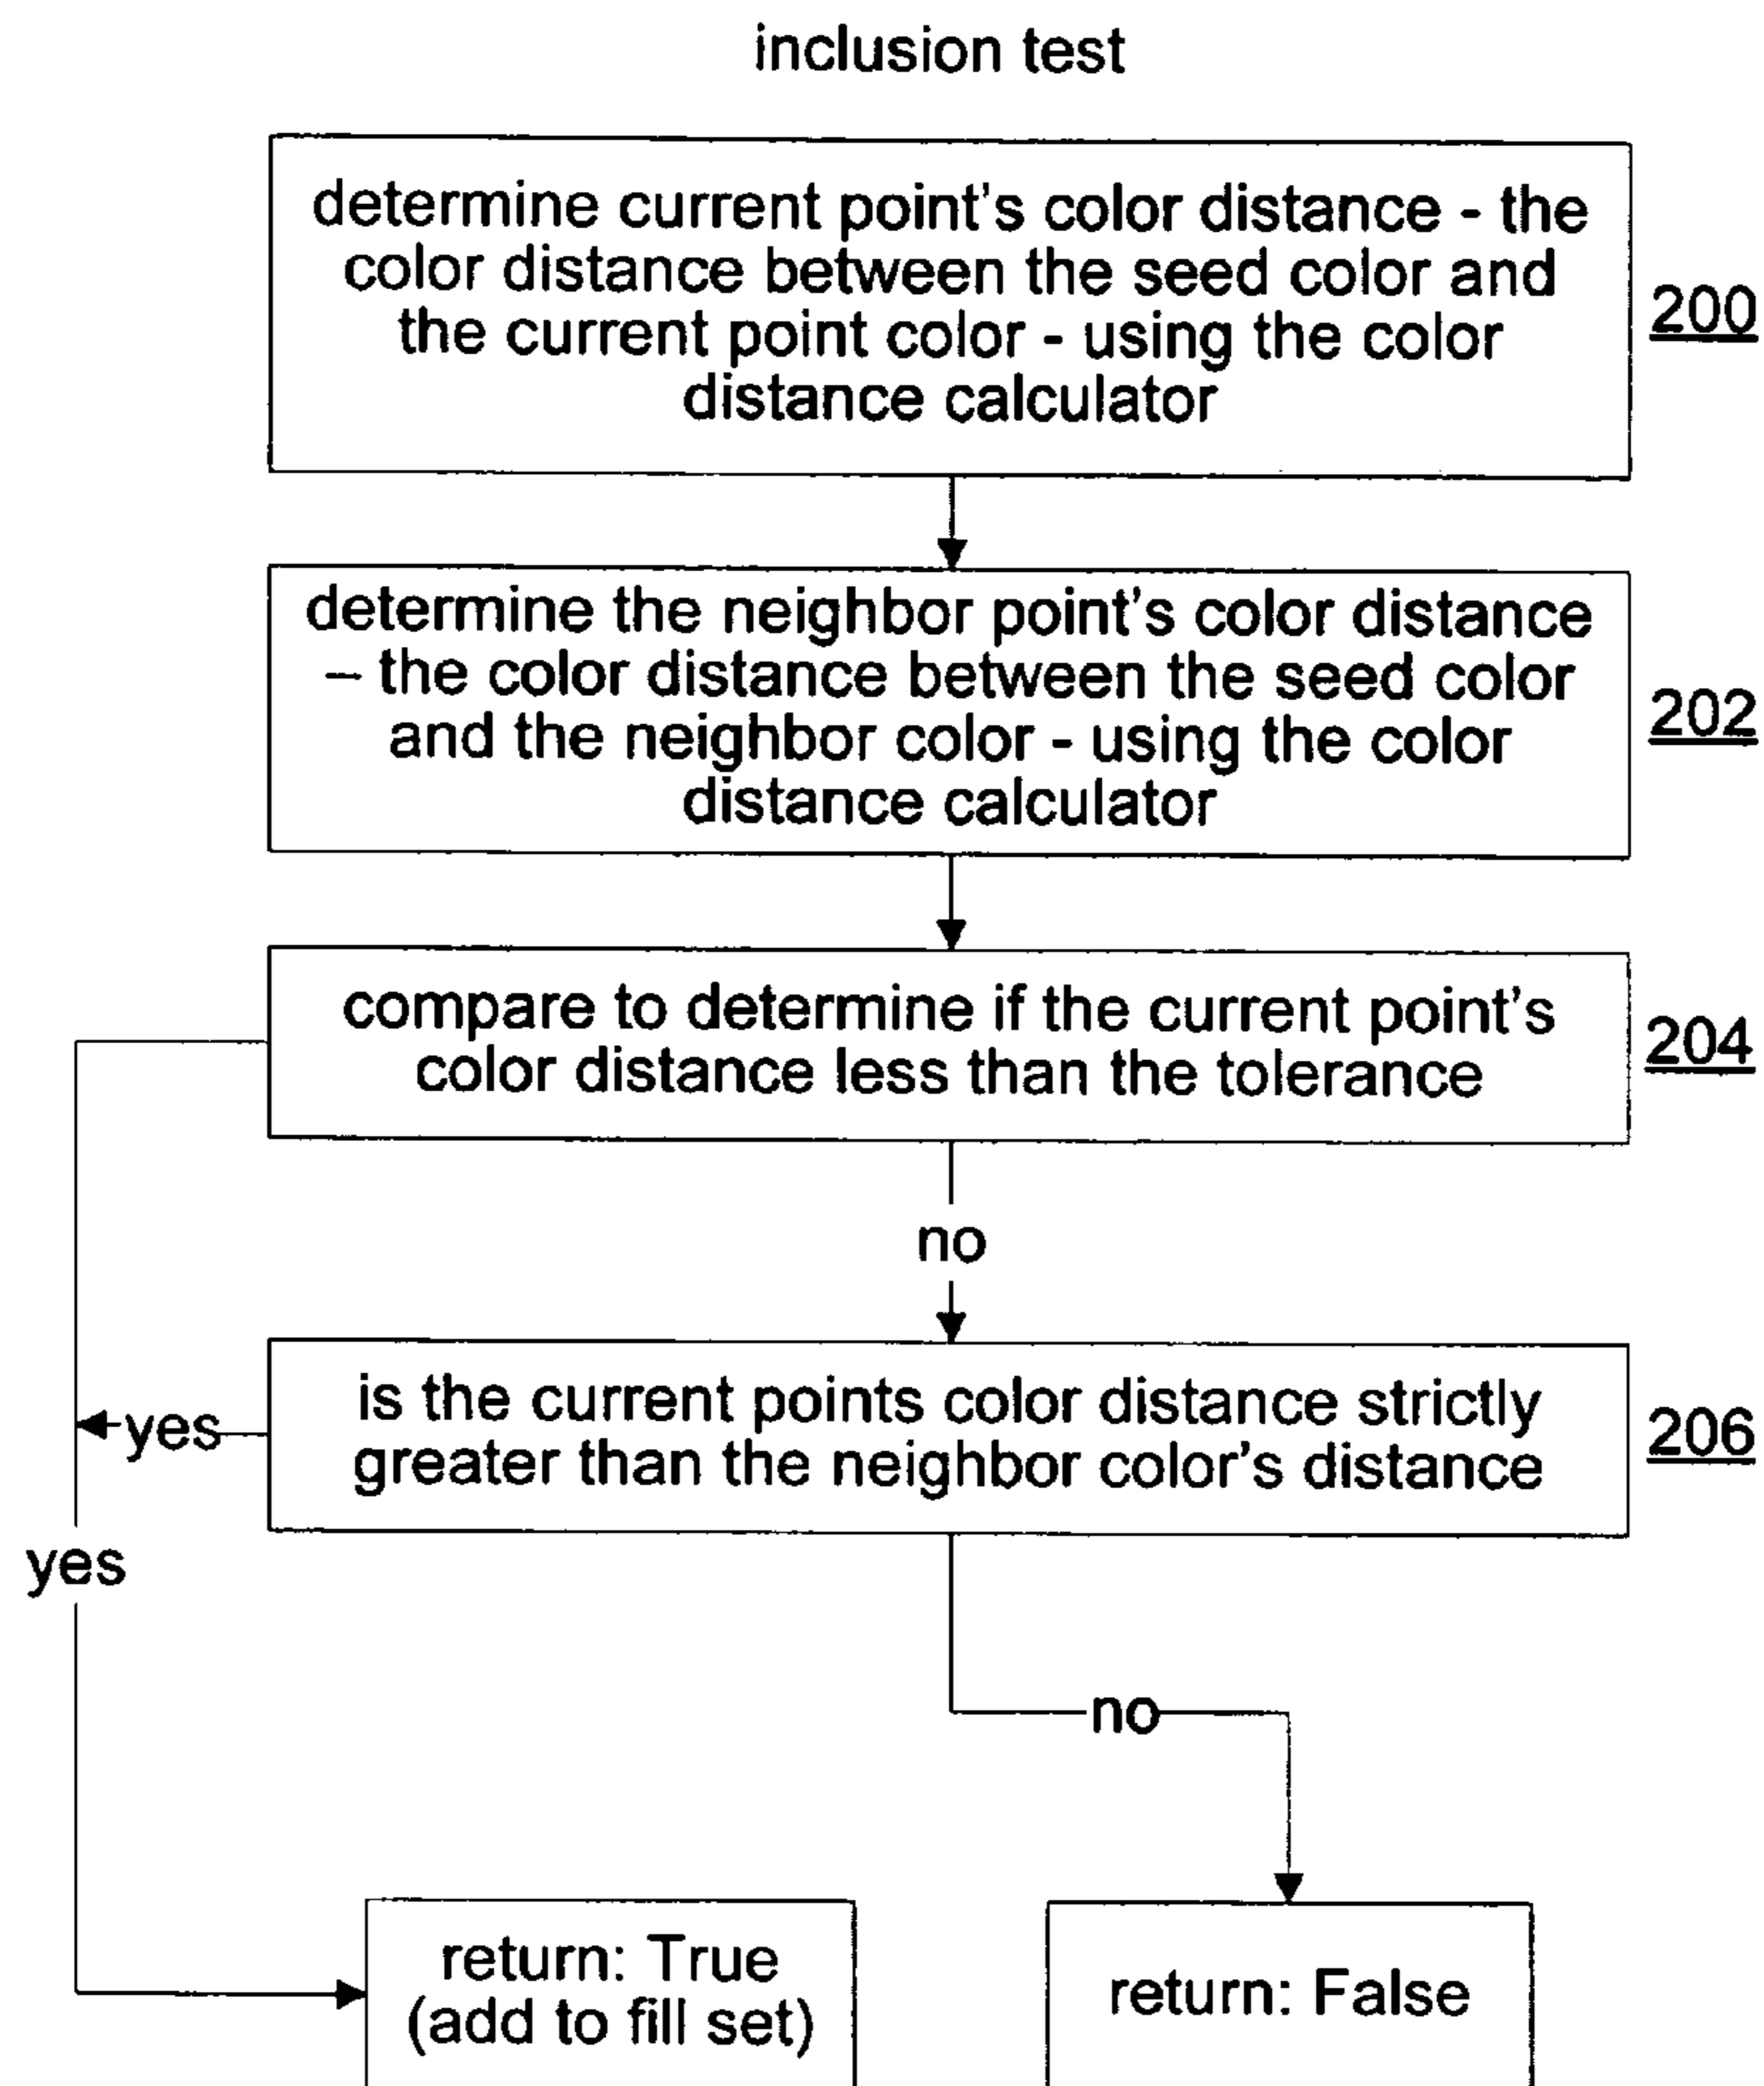 inclusion test
determine current point's color distance - the
color distance between the seed color and
the current point color - using the color
distance calculator
200
determine the neighbor point's color distance
– the color distance between the seed color
and the neighbor color - using the color
distance calculator
202
compare to determine if the current point's
color distance less than the tolerance
204
no
is the current points color distance strictly
greater than the neighbor color's distance
206
yes
yes
no
return: True
(add to fill set)
return: False